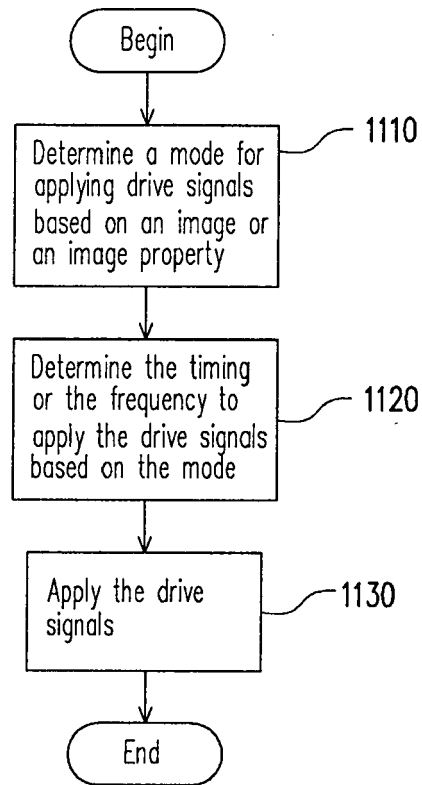 Begin
1110
Determine a mode for
applying drive signals
based on an image or
an image property
Determine the timing
or the frequency to
apply the drive signals
based on the mode
1120
Apply the drive
signals
1130
End